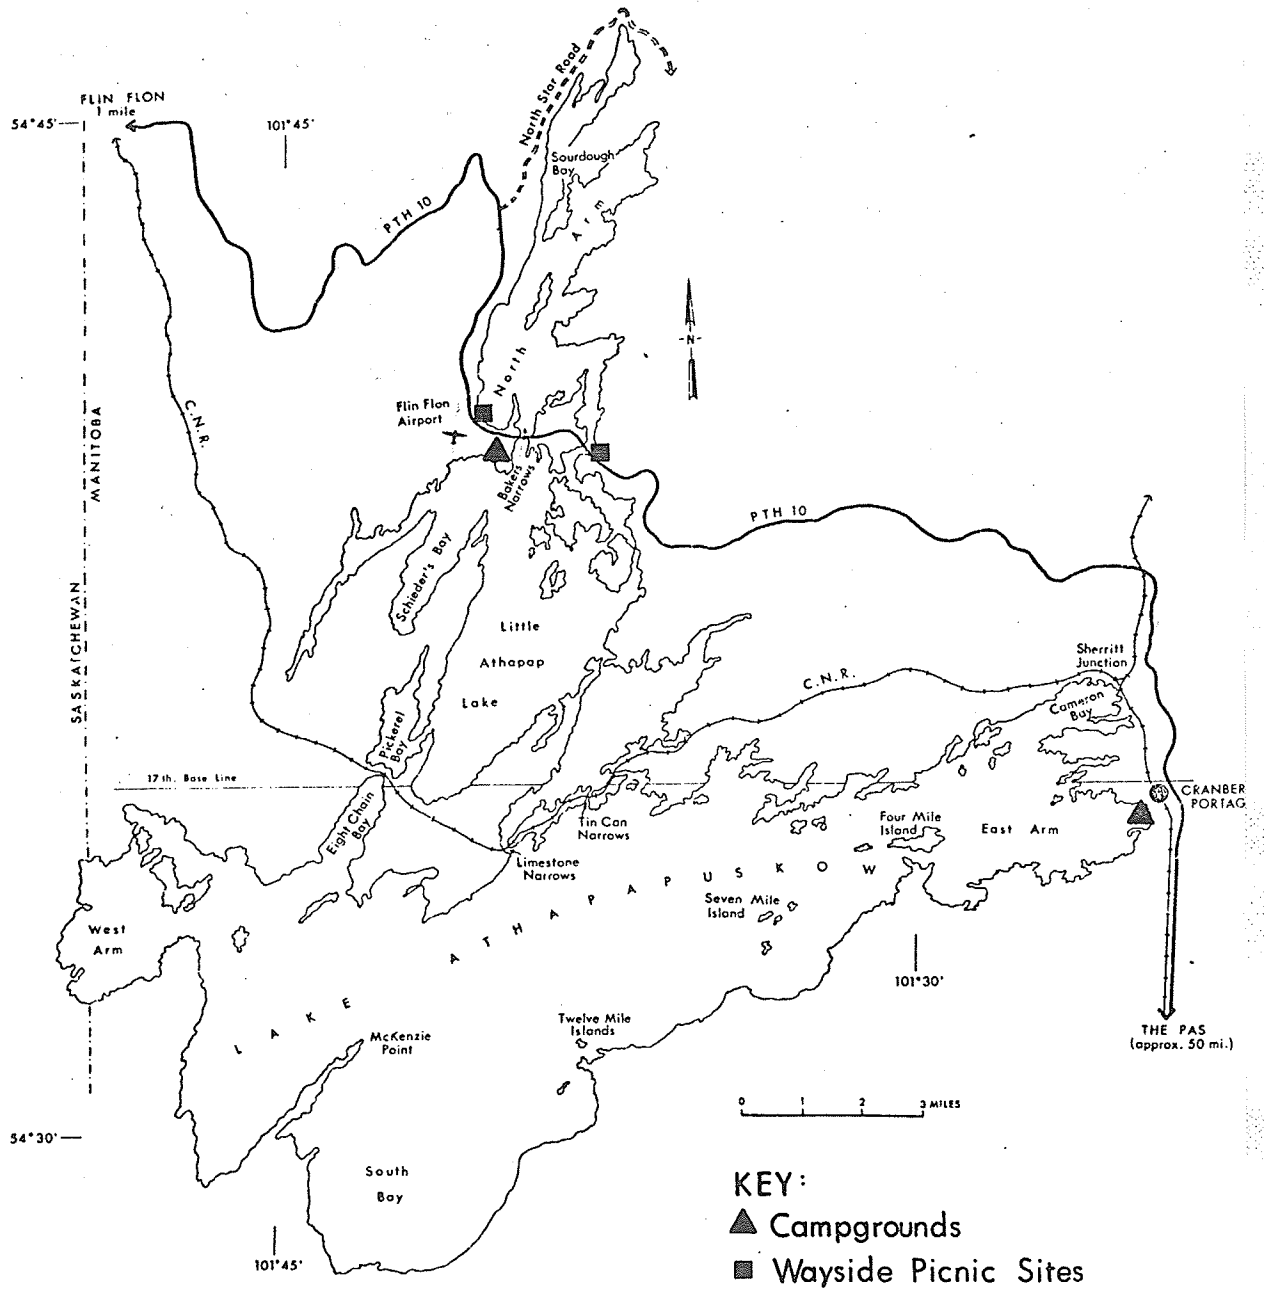 FLIN FLON
1 mile
54°45'
101°45'
North Star Road
Sourdough
Bay
PTH 10
Arm
North
-N-
Flin Flon
Airport
C.N.R.
MANITOBA
SASKATCHEWAN
Bakers
Narrows
PTH 10
Schieder's Bay
Little
Athapap
Lake
Sherritt
Junction
C.N.R.
Cameron
Bay
Pickerel
Bay
17th. Base Line
CRANBER
PORTAG
Eight Chain
Bay
Tin Can
Narrows
Four Mile
Island
East Arm
Limestone
Narrows
LAKE ATHAPAPUSKOW
Seven Mile
Island
West
Arm
101°30'
Twelve Mile
Islands
McKenzie
Point
THE PAS
(approx. 50 mi.)
0 1 2 3 MILES
54°30'
South
Bay
101°45'
KEY:
Campgrounds
Wayside Picnic Sites